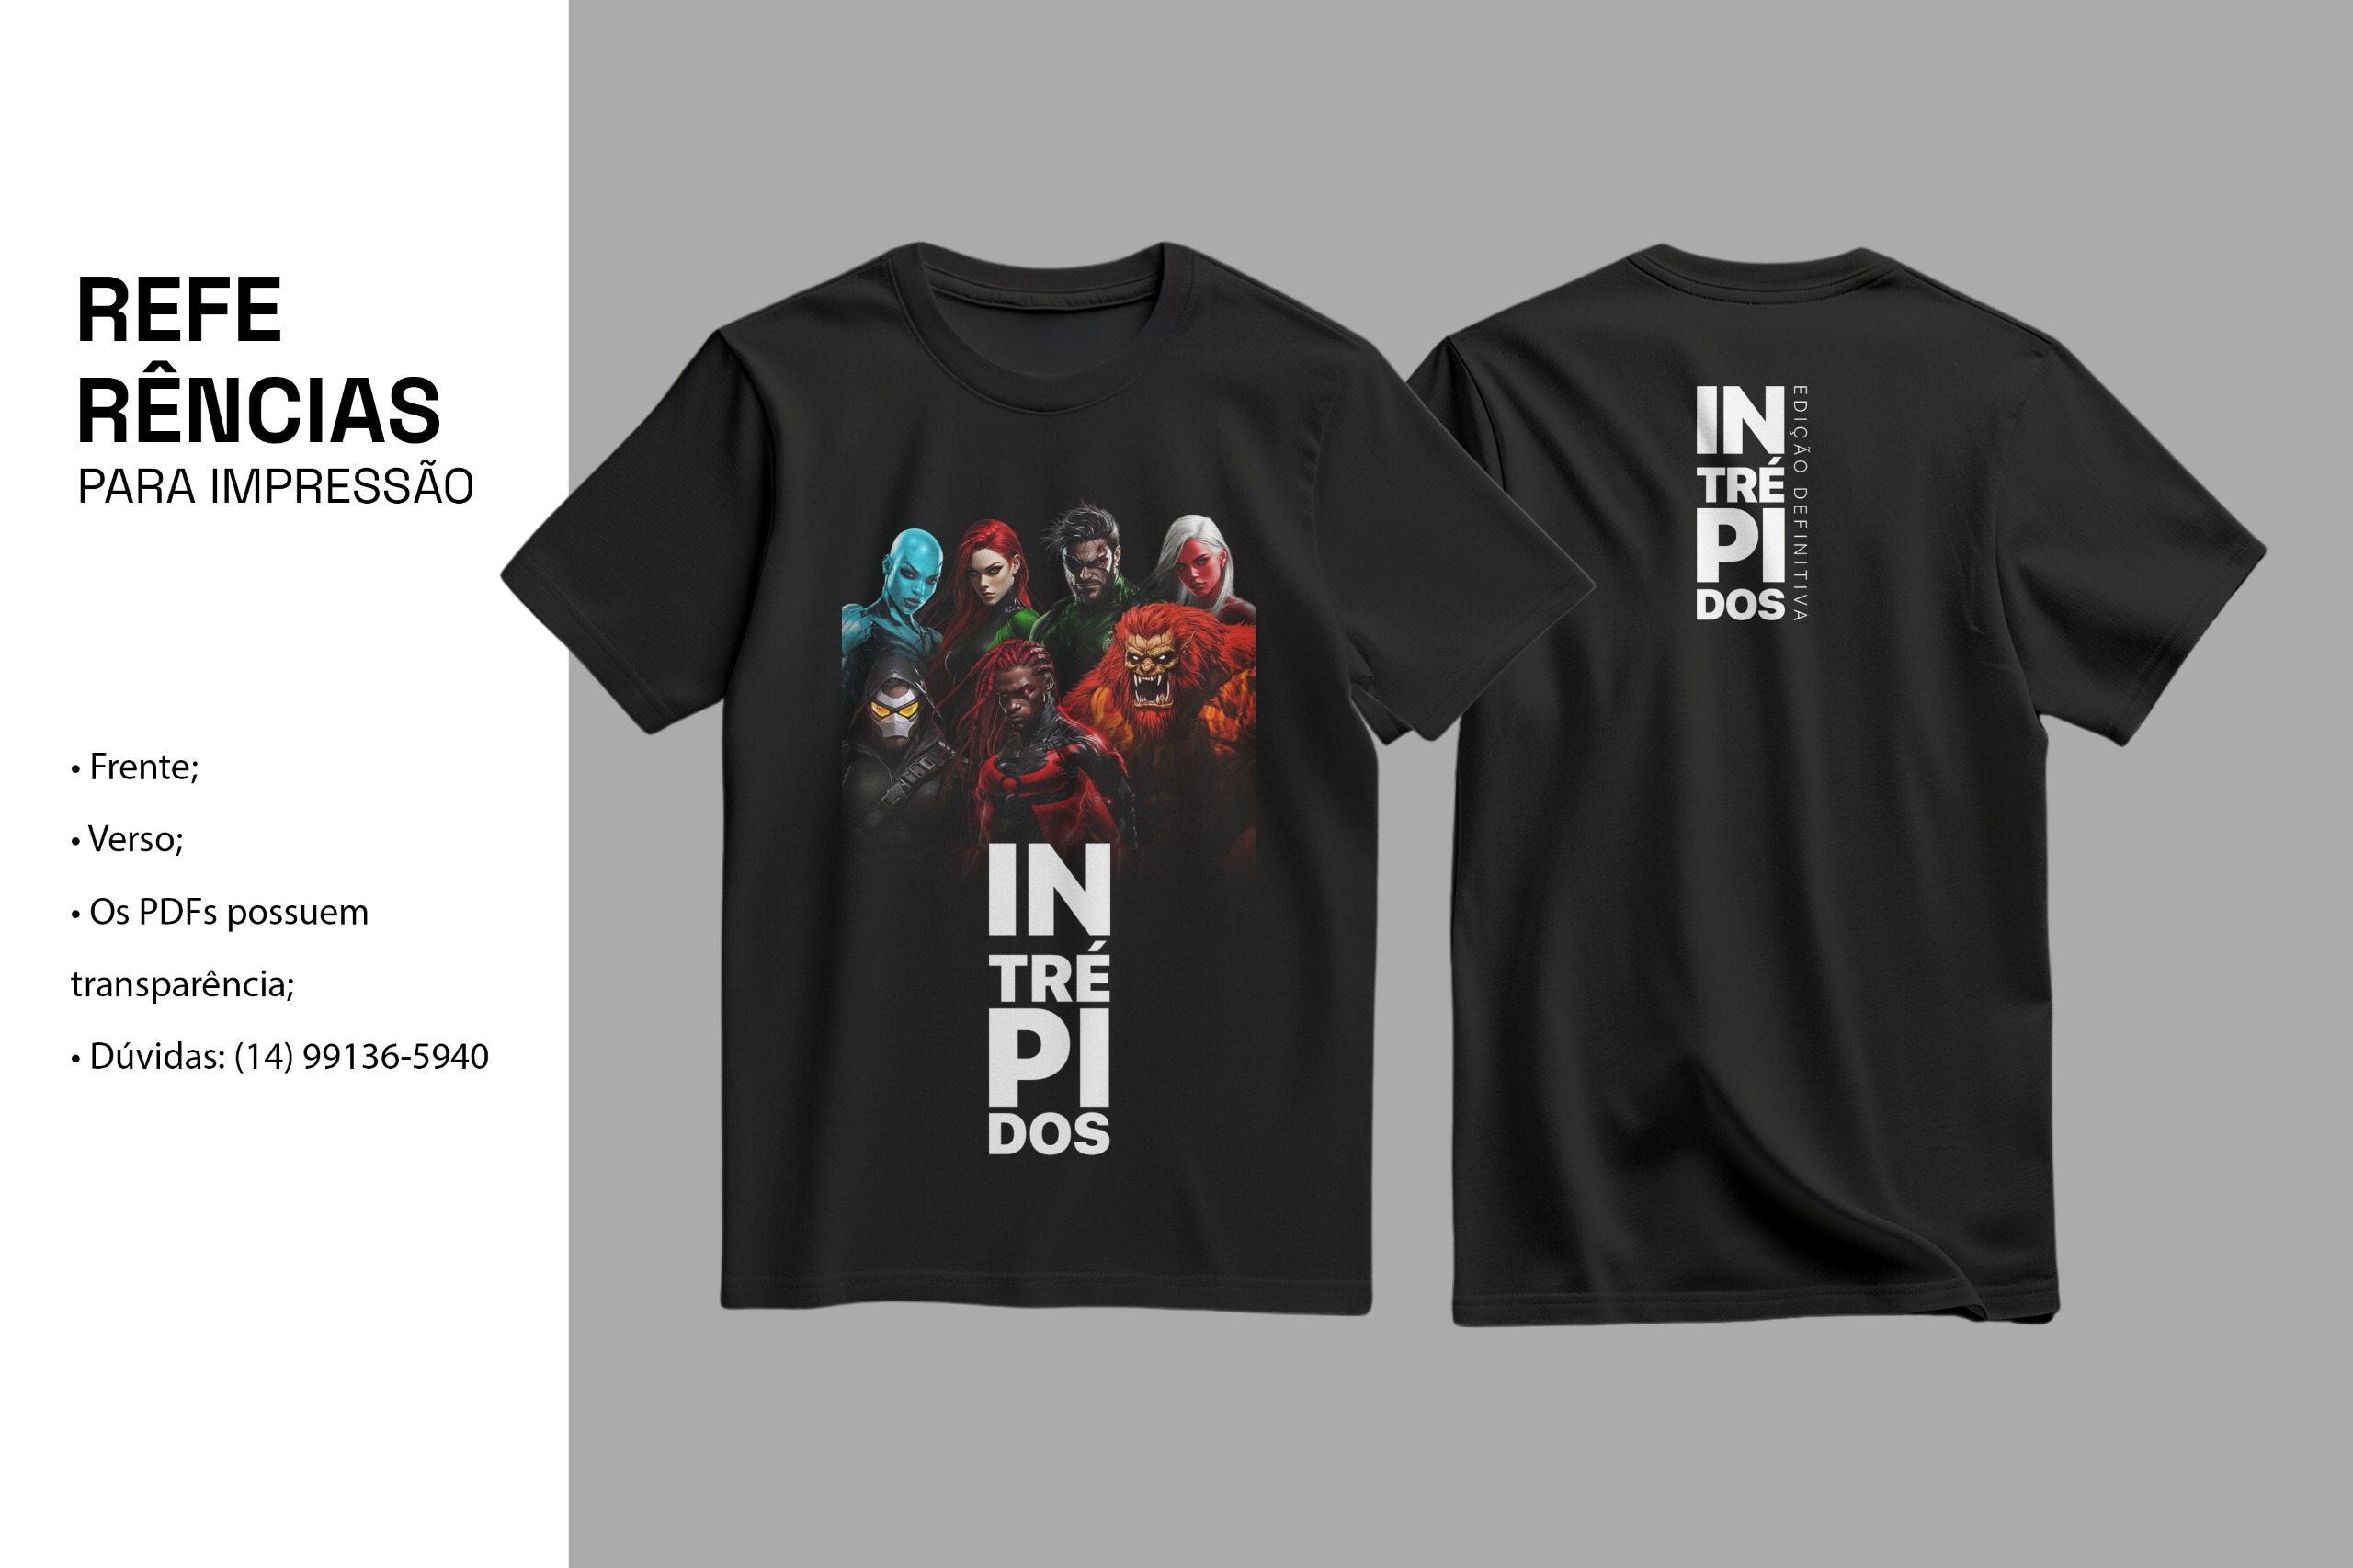 REFE
RÊNCIAS
PARA IMPRESSÃO
• Frente;
• Verso;
• Os PDFs possuem
transparência;
• Dúvidas: (14) 99136-5940
IN
TRÉ
PI
DOS
IN
TRÉ
PI
DOS
EDIÇÃO DEFINITIVA